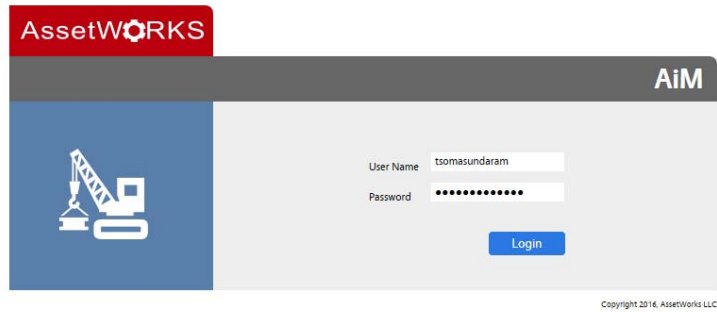 AssetWORKS
AiM
User Name tsomasundaram
Password •••••••••••••
Login
Copyright 2016, AssetWorks LLC